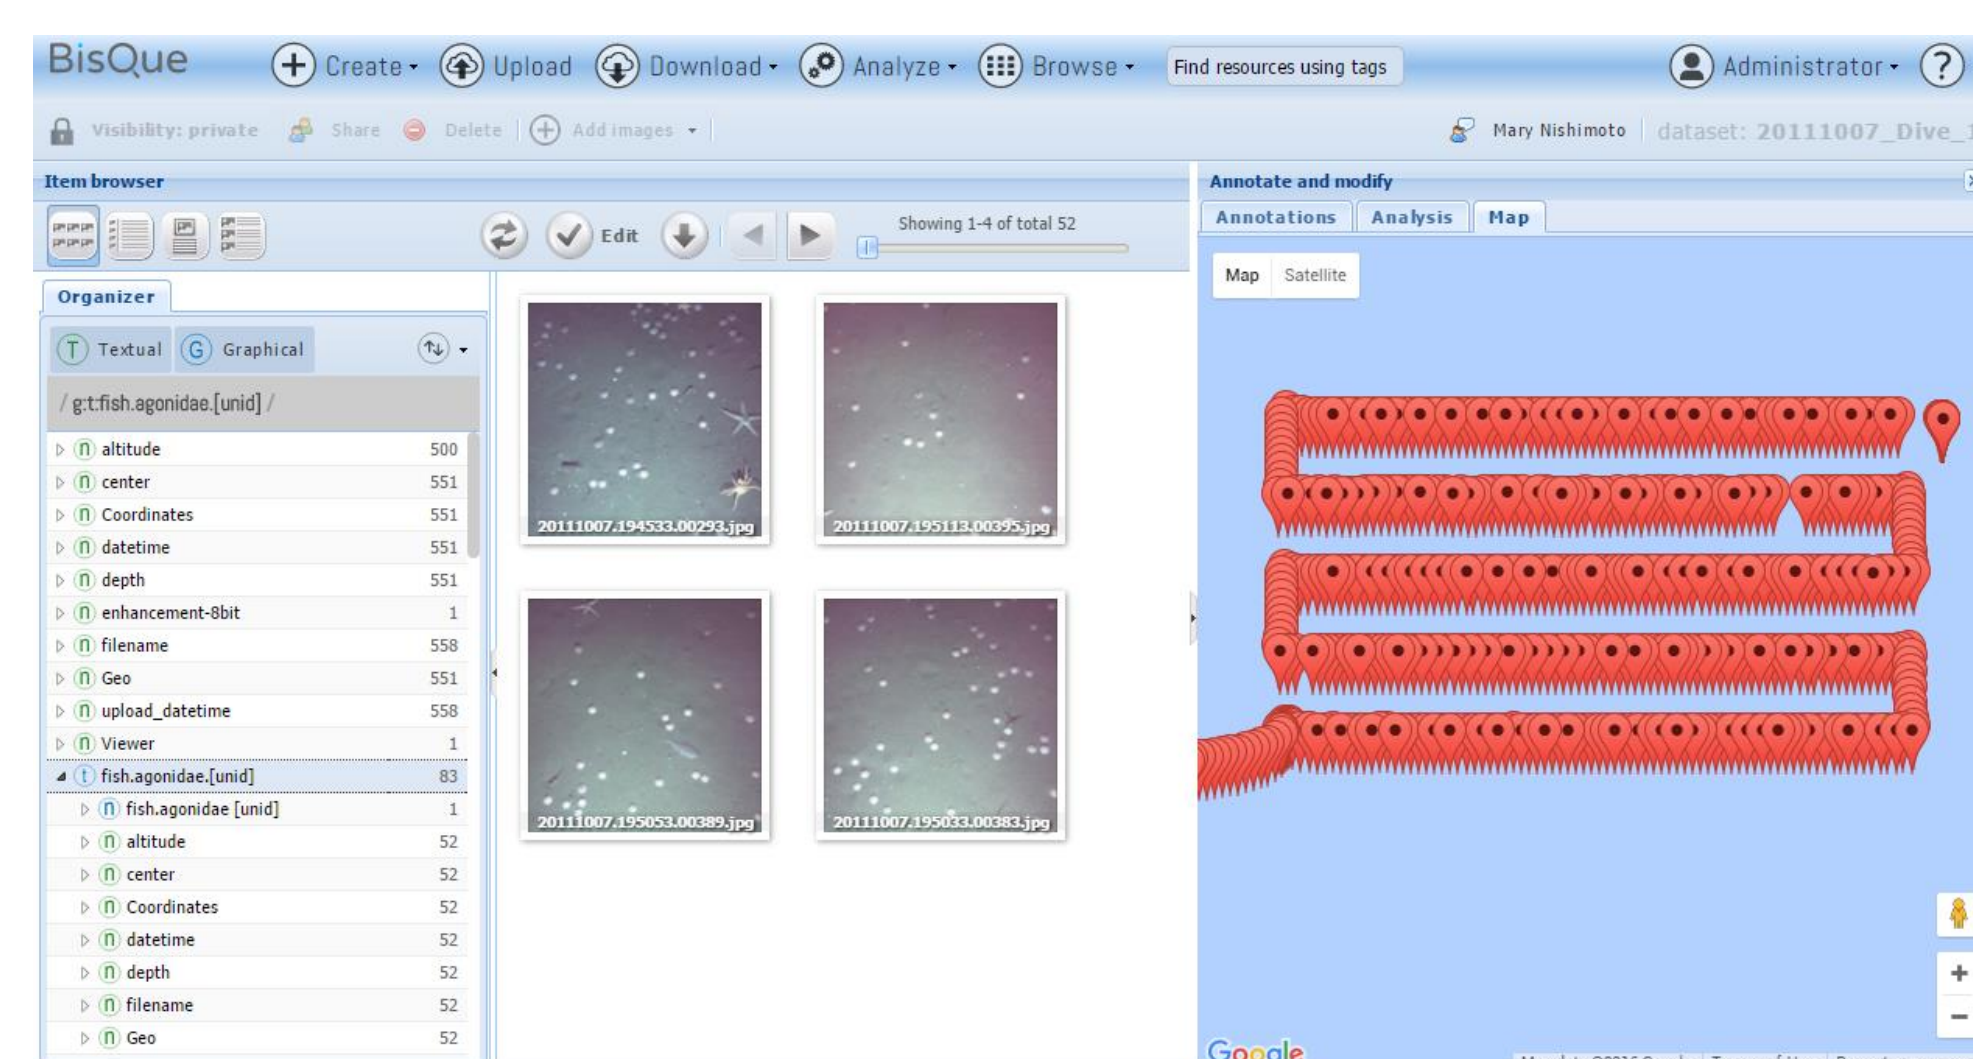 BisQue Create Upload Download Analyze Browse Find resources using tags Administrator ?
Visibility: private Share Delete Add images Mary Nishimoto dataset: 20111007_Dive_1
Item browser
Edit Showing 1-4 of total 52
Organizer
T Textual G Graphical
/ g:t:fish.agonidae.[unid] /
n altitude 500
n center 551
n Coordinates 551
n datetime 551
n depth 551
n enhancement-8bit 1
n filename 558
n Geo 551
n upload_datetime 558
n Viewer 1
t fish.agonidae.[unid] 83
n fish.agonidae [unid] 1
n altitude 52
n center 52
n Coordinates 52
n datetime 52
n depth 52
n filename 52
n Geo 52
20111007.194533.00293.jpg 20111007.195113.00395.jpg
20111007.195053.00389.jpg 20111007.195033.00383.jpg
Annotate and modify
Annotations Analysis Map
Map Satellite
+
−
Google